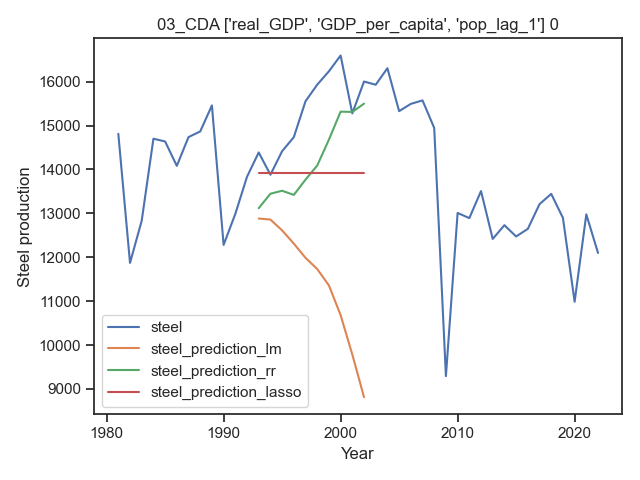 03_CDA ['real_GDP', 'GDP_per_capita', 'pop_lag_1'] 0
Steel production
16000
15000
14000
13000
12000
11000
10000
9000
steel
steel_prediction_lm
steel_prediction_rr
steel_prediction_lasso
1980
1990
2000
2010
2020
Year